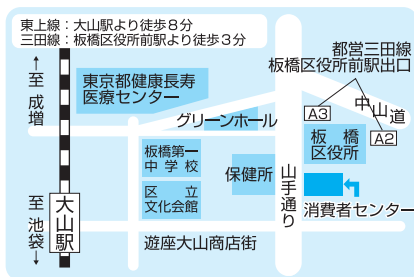 東上線：大山駅より徒歩８分
三田線：板橋区役所前駅より徒歩３分
都営三田線
板橋区役所前駅出口
↑至 成増
東京都健康長寿
医療センター
グリーンホール
A3
中山道
A2
板橋
区役所
板橋第一
中学校
保健所
山手通り
区立
文化会館
消費者センター
大山駅
至 池袋↓
遊座大山商店街